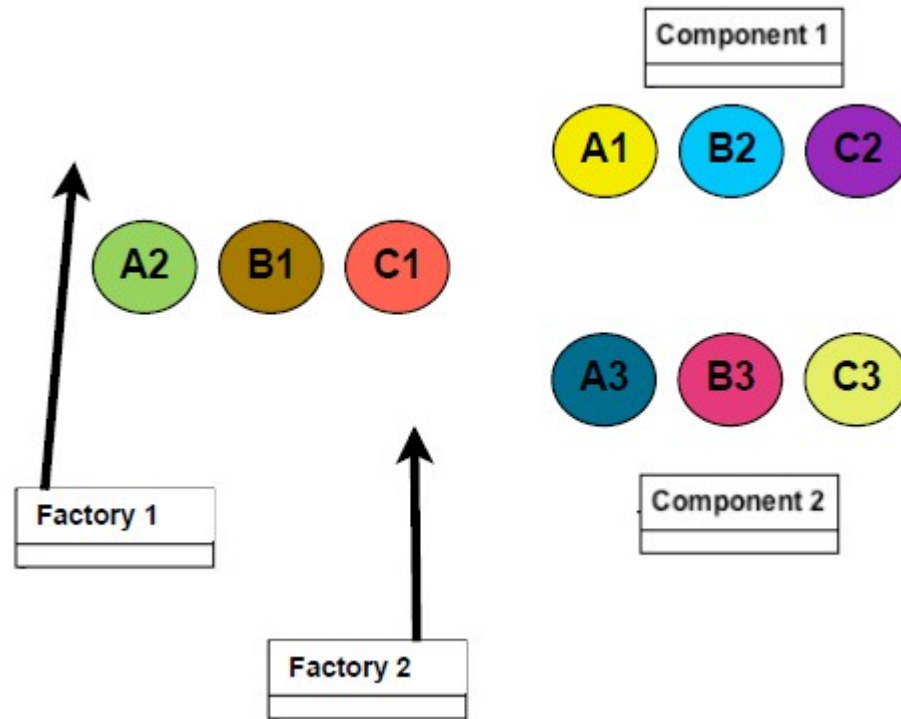 Component 1
A1 B2 C2
A2 B1 C1
A3 B3 C3
Component 2
Factory 1
Factory 2